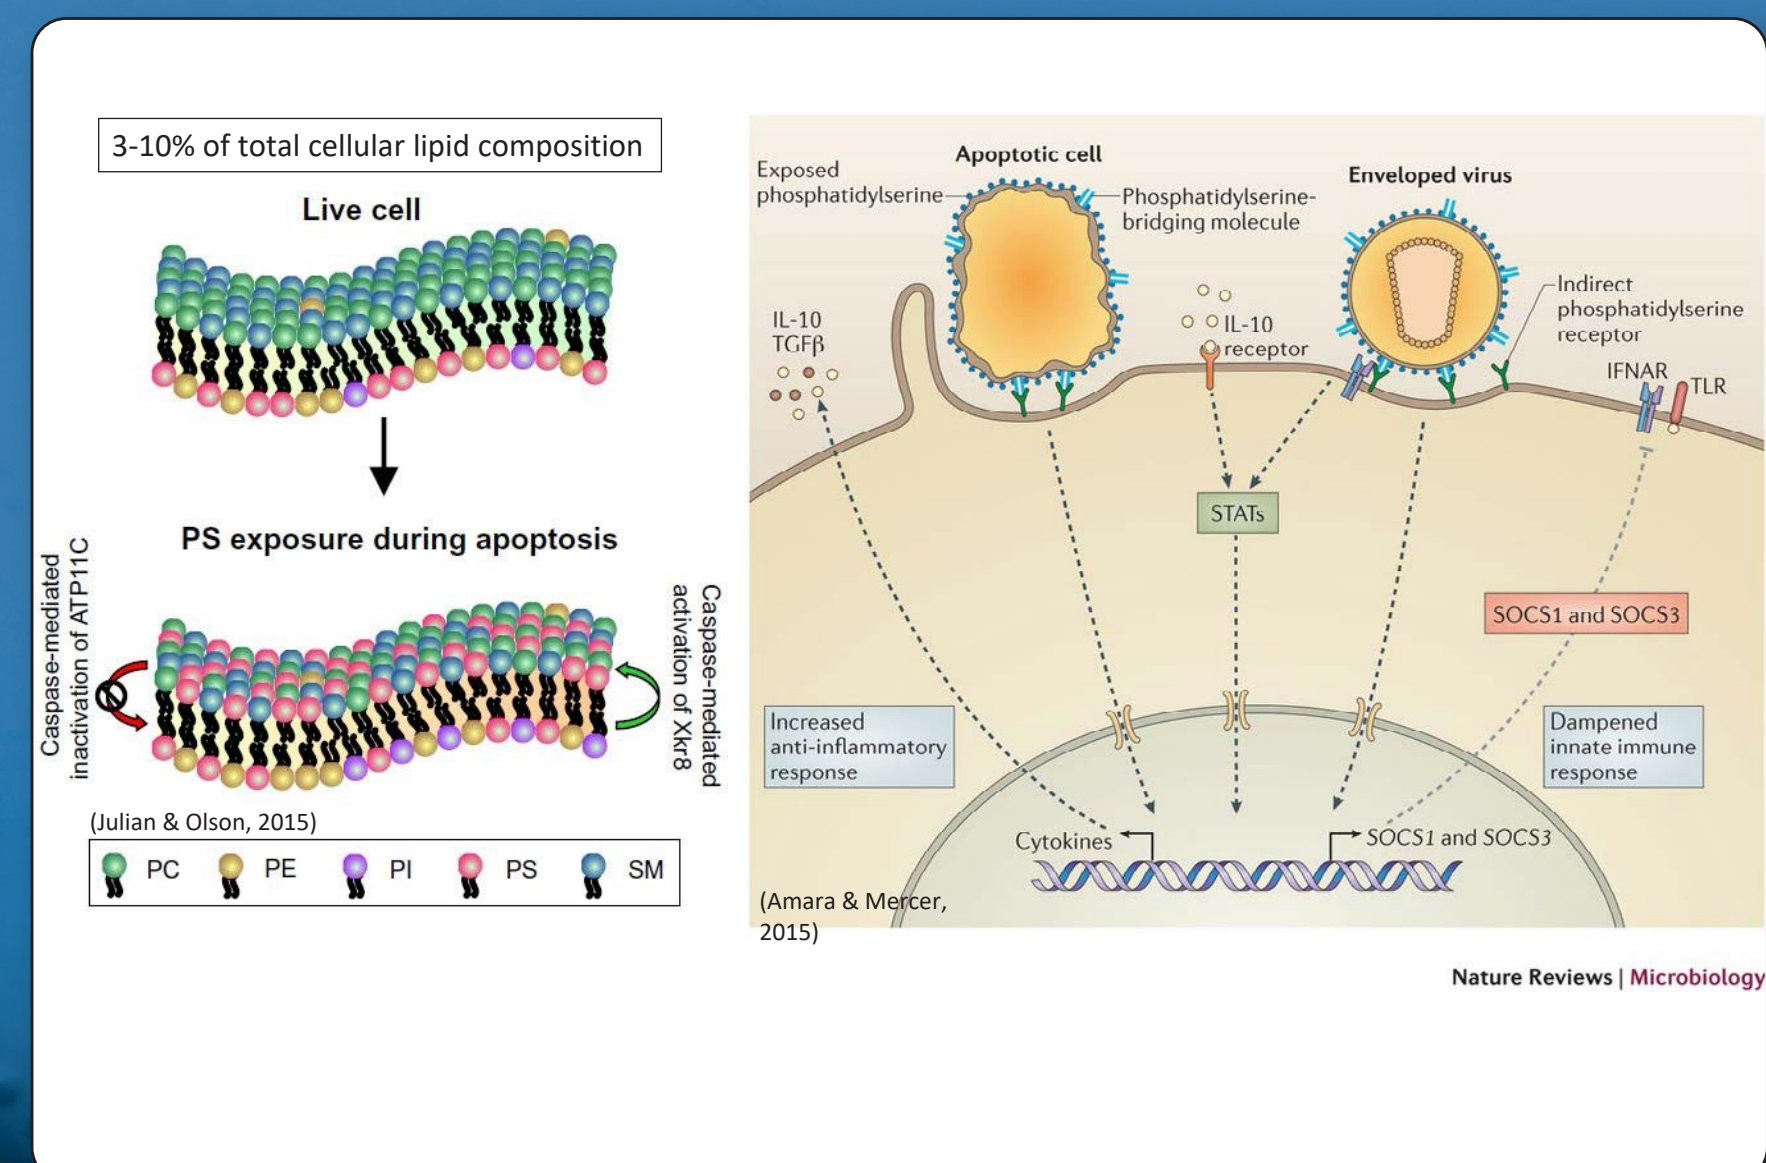 3-10% of total cellular lipid composition
Live cell
PS exposure during apoptosis
Caspase-mediated
inactivation of ATP11C
Caspase-mediated
activation of Xkr8
(Julian & Olson, 2015)
PC
PE
PI
PS
SM
Apoptotic cell
Exposed
phosphatidylserine
Phosphatidylserine-
bridging molecule
Enveloped virus
Indirect
phosphatidylserine
receptor
IL-10
TGFβ
IL-10
receptor
IFNAR
TLR
STATs
SOCS1 and SOCS3
Increased
anti-inflammatory
response
Dampened
innate immune
response
Cytokines
SOCS1 and SOCS3
(Amara & Mercer,
2015)
Nature Reviews | Microbiology